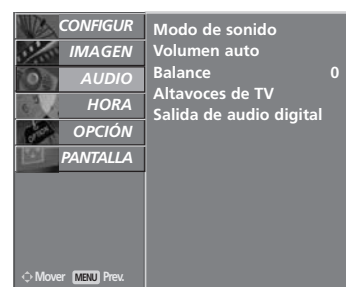 CONFIGUR
IMAGEN
AUDIO
HORA
OPCIÓN
PANTALLA
Modo de sonido
Volumen auto
Balance 0
Altavoces de TV
Salida de audio digital
Mover MENU Prev.